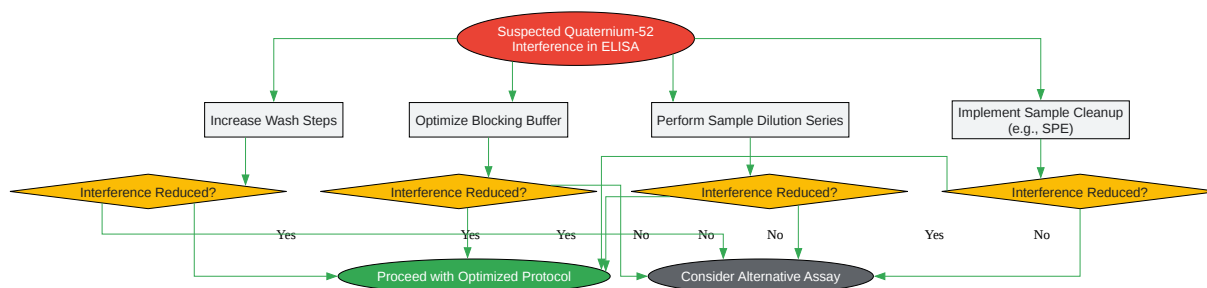 Suspected Quaternium-52
Interference in ELISA
Increase Wash Steps
Optimize Blocking Buffer
Perform Sample Dilution Series
Implement Sample Cleanup
(e.g., SPE)
Interference Reduced?
Interference Reduced?
Interference Reduced?
Interference Reduced?
Yes
Yes
Yes
No
No
No
Yes
No
Proceed with Optimized Protocol
Consider Alternative Assay